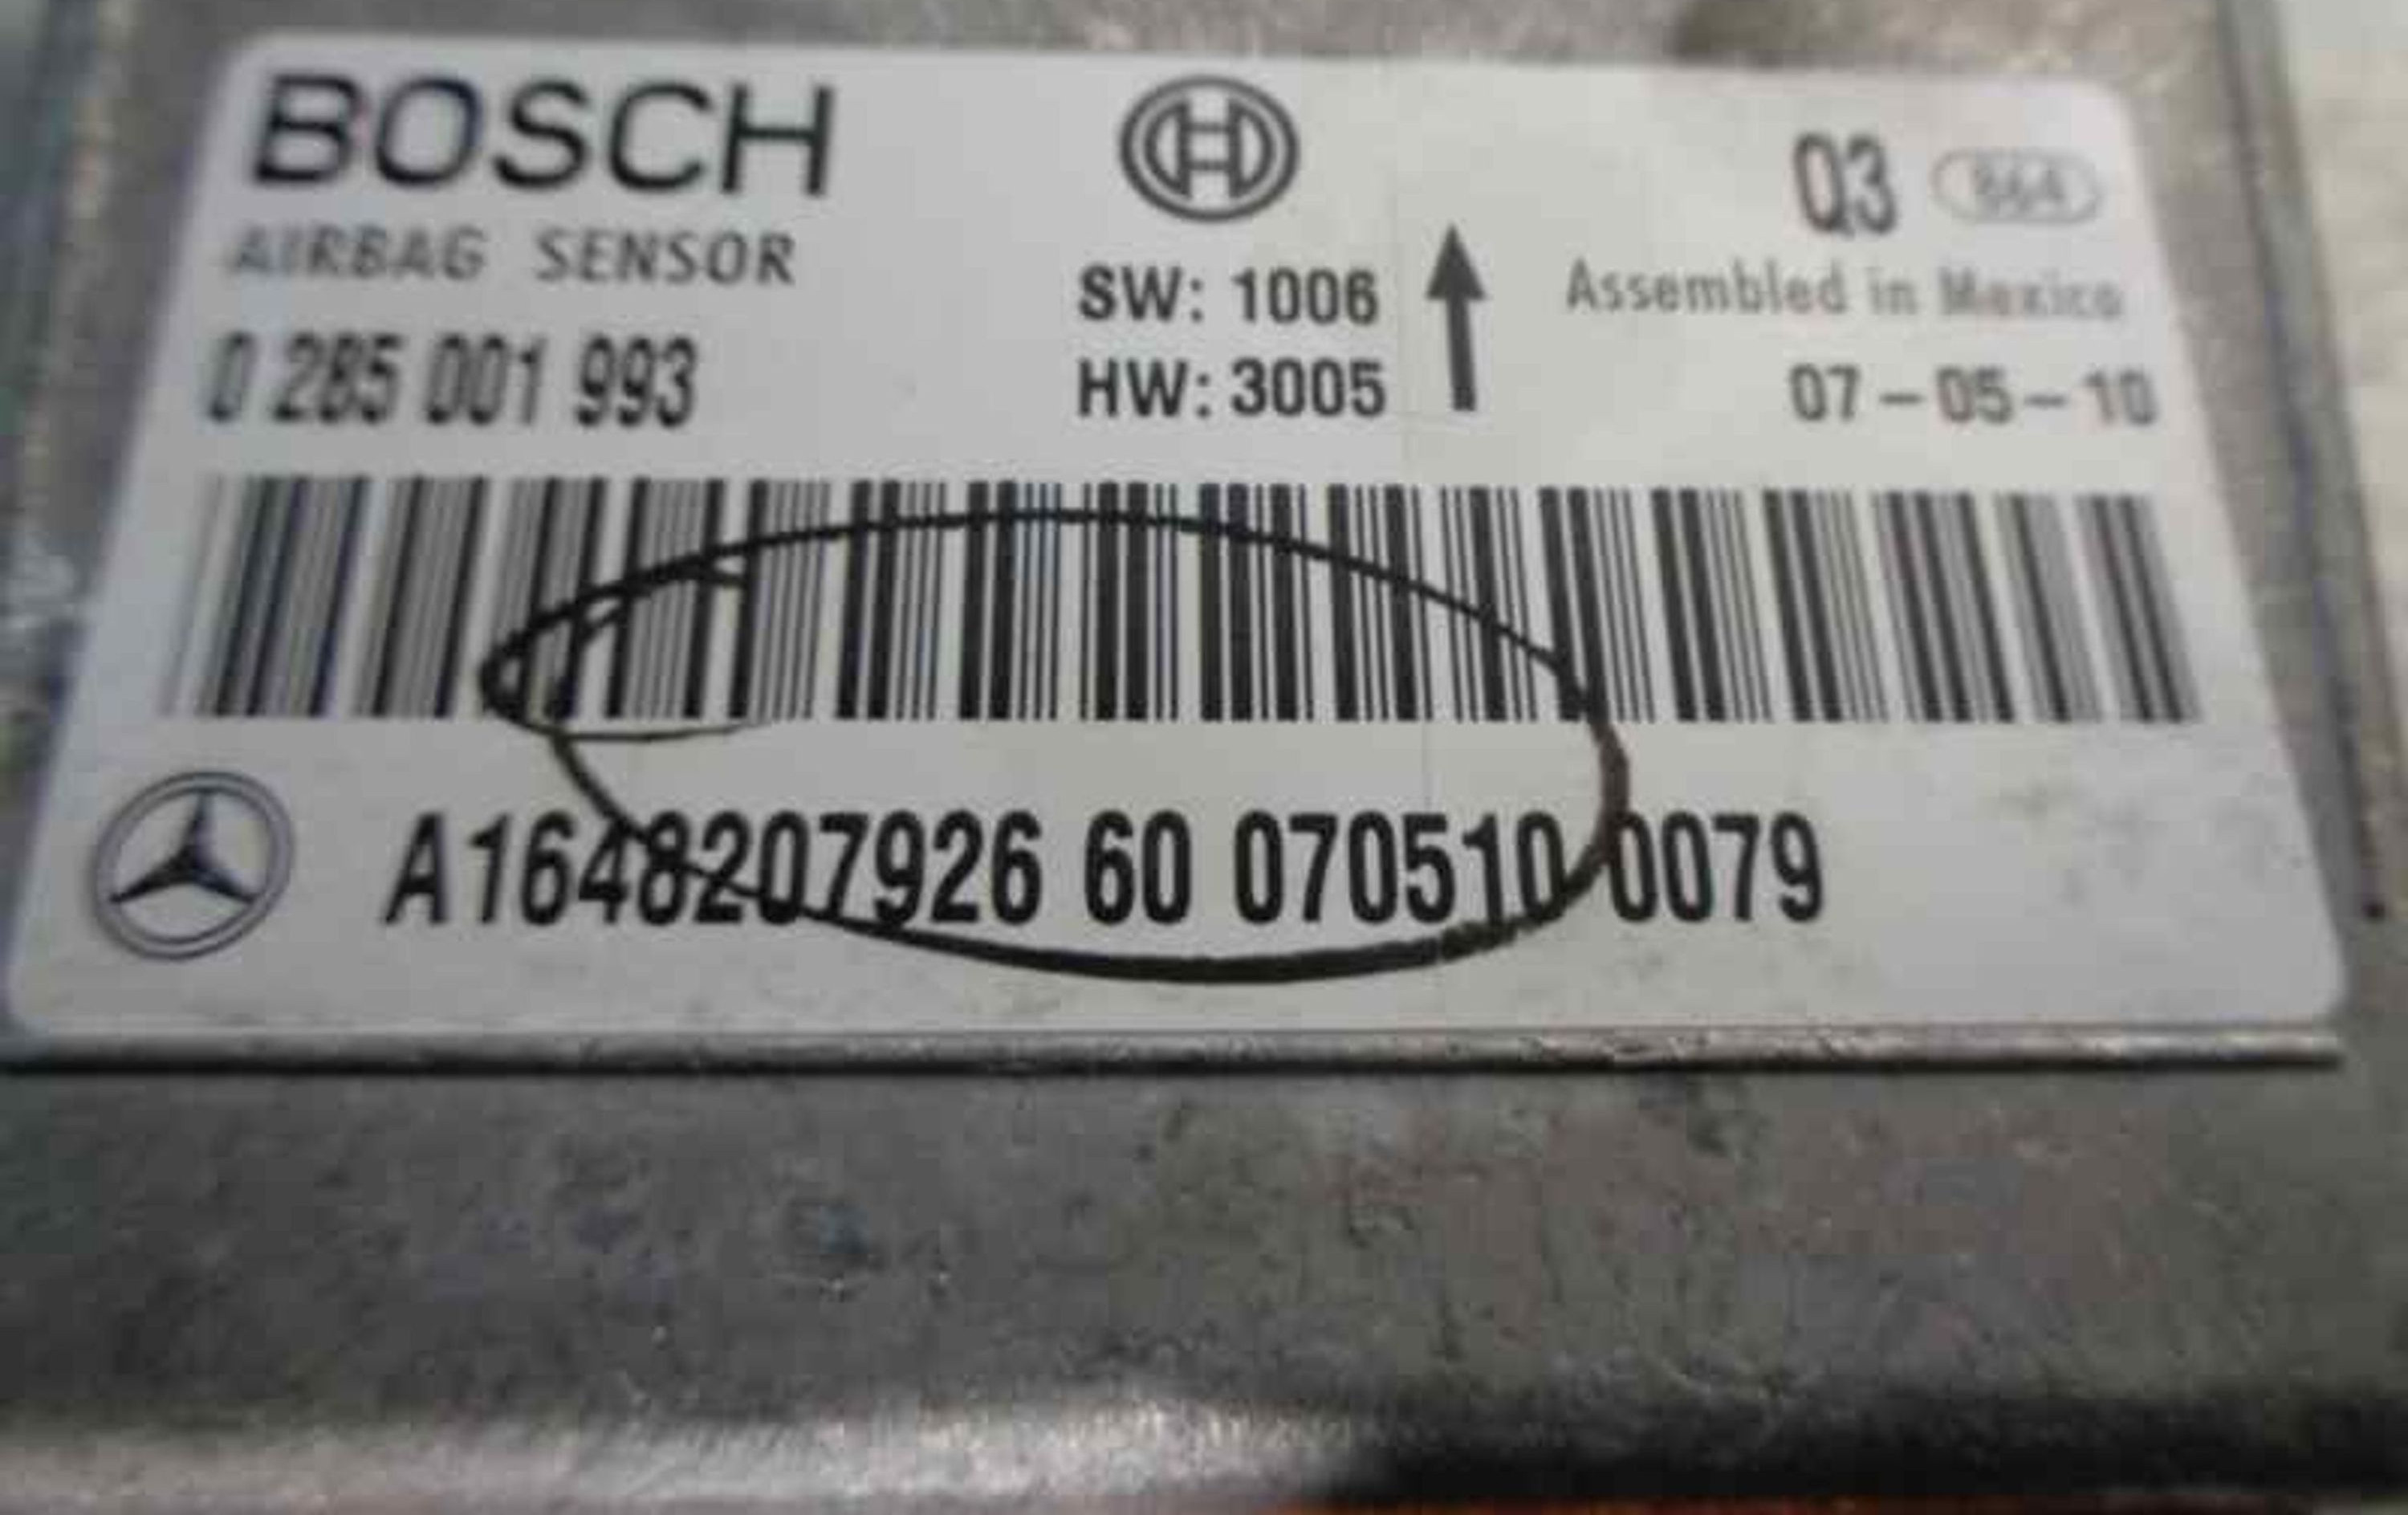 BOSCH
Q3 864
AIRBAG SENSOR
SW: 1006
Assembled in Mexico
0 285 001 993
HW: 3005
07-05-10
A1648207926 60 070510 0079